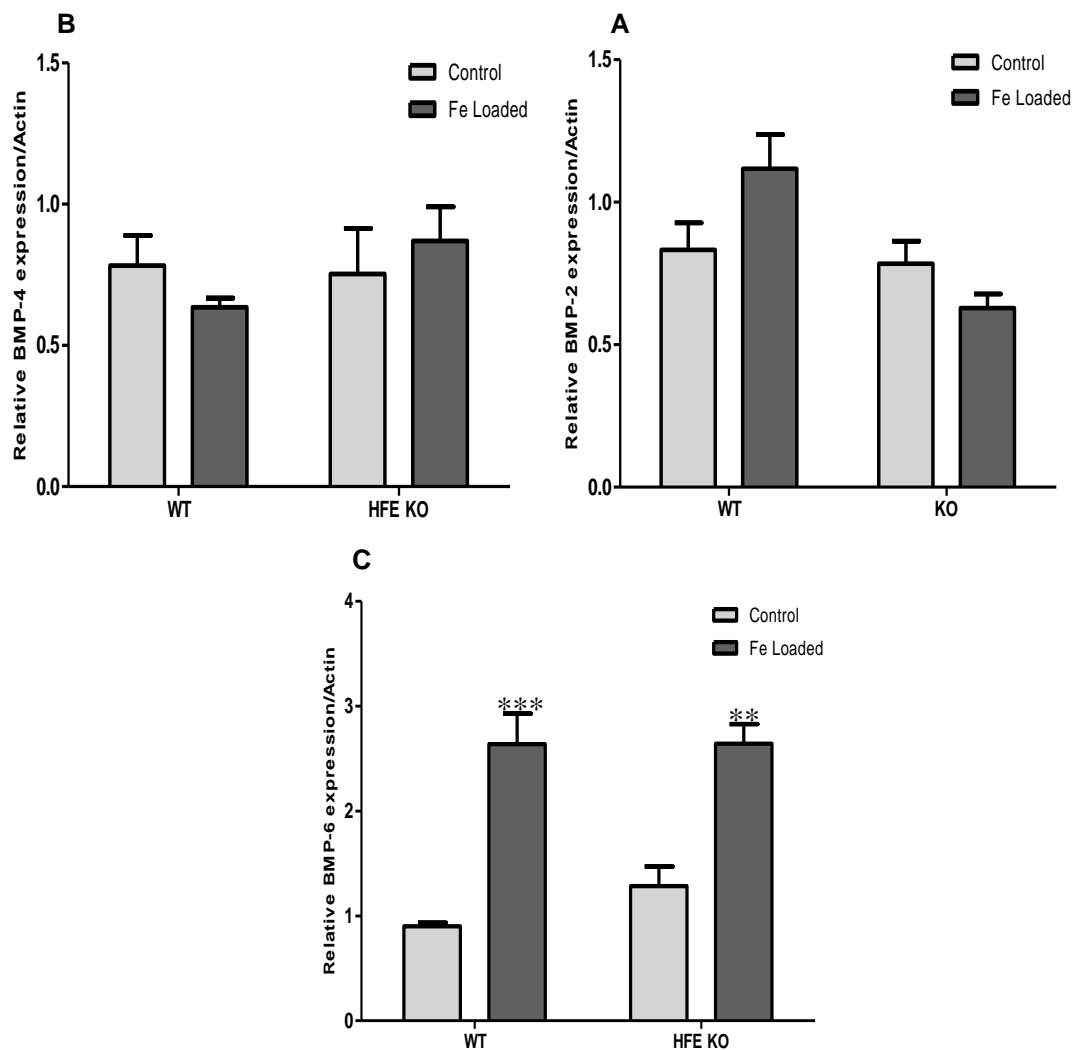 B
Relative BMP-4 expression/Actin
1.5
1.0
0.5
0.0
Control
Fe Loaded
WT
HFE KO
A
Relative BMP-2 expression/Actin
1.5
1.0
0.5
0.0
Control
Fe Loaded
WT
KO
C
Relative BMP-6 expression/Actin
4
3
2
1
0
Control
Fe Loaded
***
**
WT
HFE KO